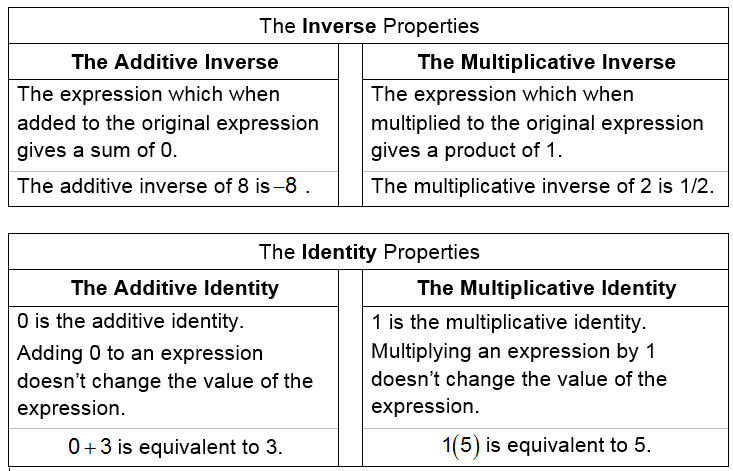 The Inverse Properties
The Additive Inverse
The expression which when
added to the original expression
gives a sum of 0.
The additive inverse of 8 is −8 .
The Multiplicative Inverse
The expression which when
multiplied to the original expression
gives a product of 1.
The multiplicative inverse of 2 is 1/2.
The Identity Properties
The Additive Identity
0 is the additive identity.
Adding 0 to an expression
doesn’t change the value of the
expression.
0+3 is equivalent to 3.
The Multiplicative Identity
1 is the multiplicative identity.
Multiplying an expression by 1
doesn’t change the value of the
expression.
1(5) is equivalent to 5.